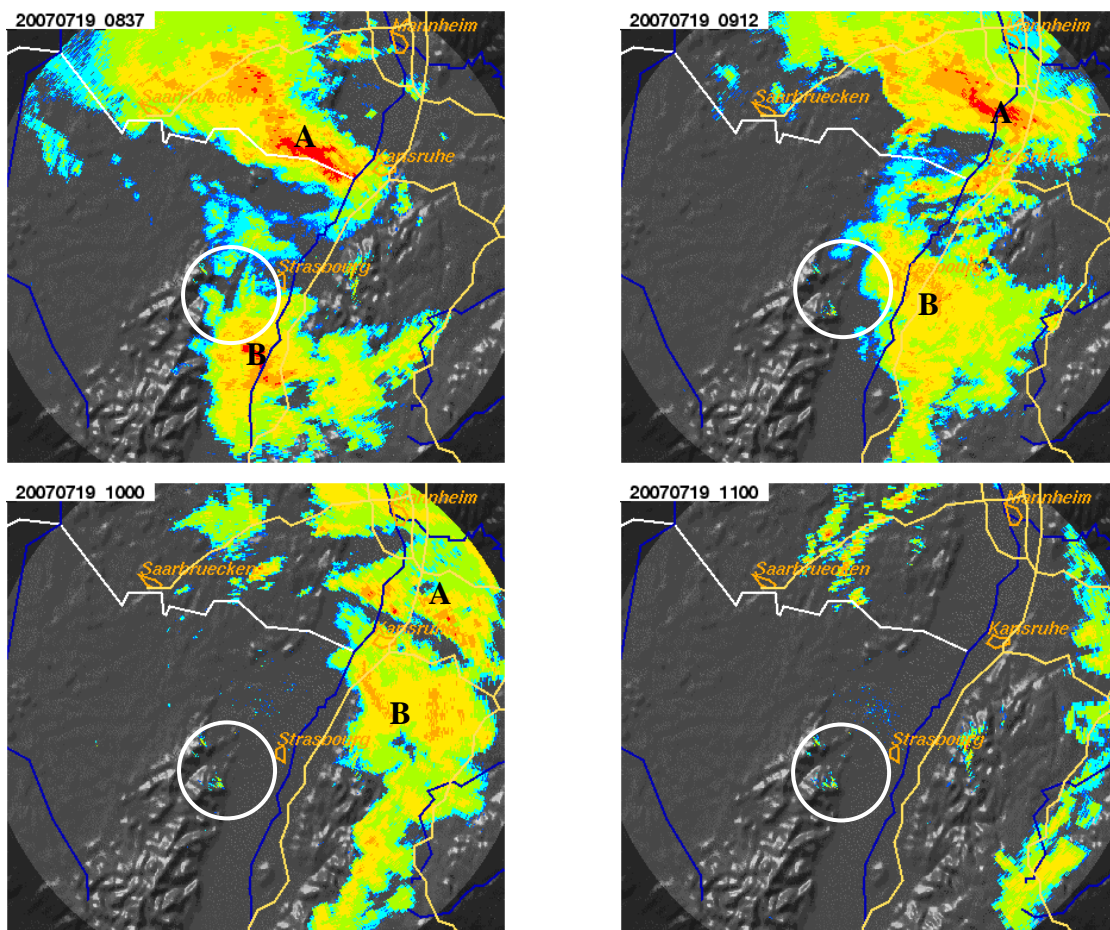 20070719_0837
Mannheim
Saarbruecken
A
Karlsruhe
Strasbourg
B
20070719_0912
Mannheim
Saarbruecken
A
Strasbourg
B
20070719_1000
Mannheim
Saarbruecken
A
Karlsruhe
B
Strasbourg
20070719_1100
Mannheim
Saarbruecken
Karlsruhe
Strasbourg